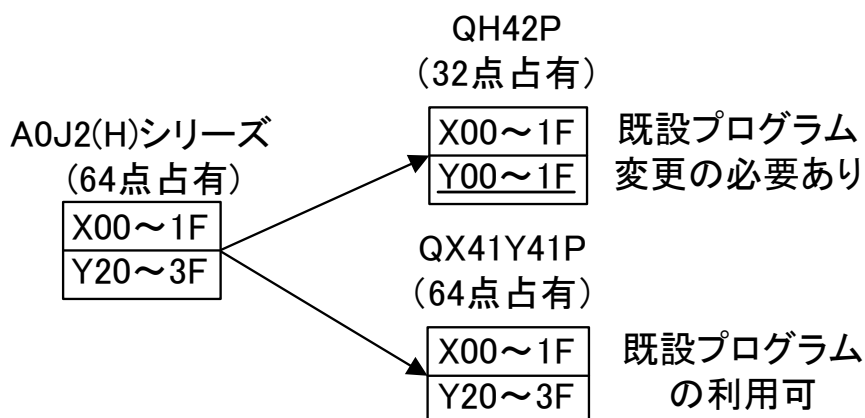 A0J2(H)シリーズ
(64点占有)
X00～1F
Y20～3F
QH42P
(32点占有)
X00～1F
Y00～1F
既設プログラム
変更の必要あり
QX41Y41P
(64点占有)
X00～1F
Y20～3F
既設プログラム
の利用可